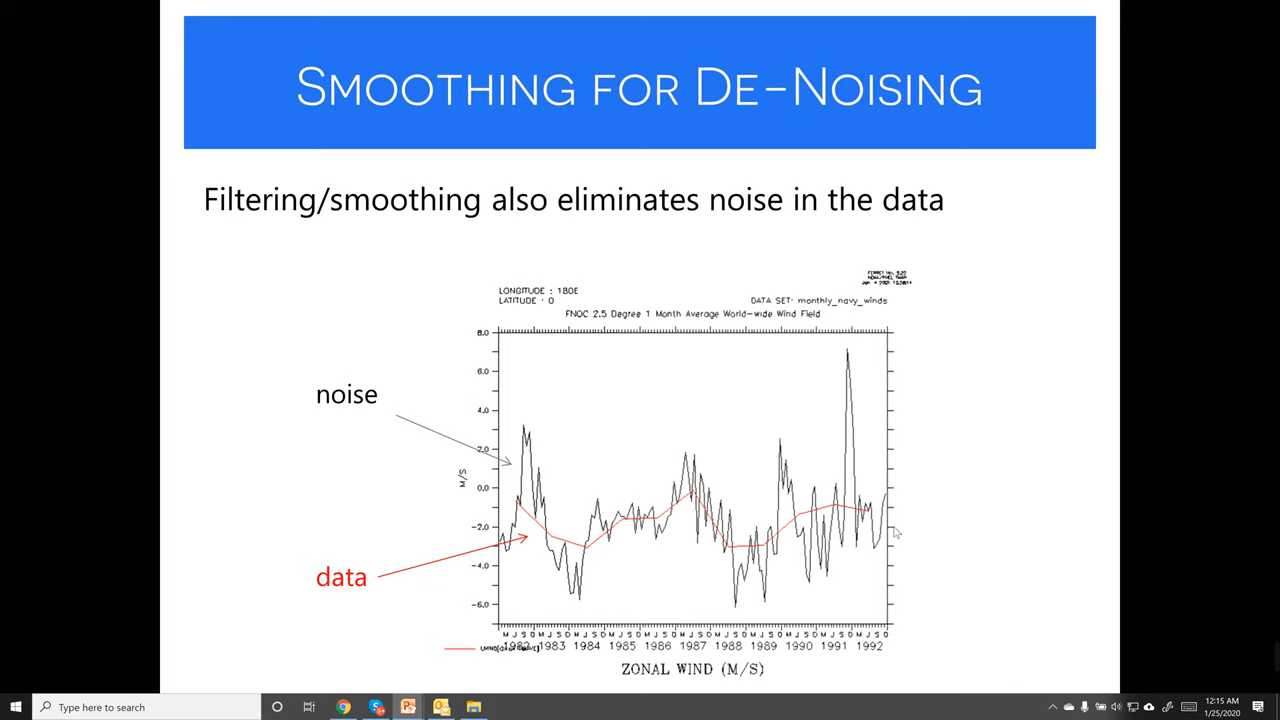 SMOOTHING FOR DE-NOISING
Filtering/smoothing also eliminates noise in the data
LONGITUDE : 180E
LATITUDE : 0
DATA SET: monthly_navy_winds
FNOC 2.5 Degree 1 Month Average World-wide Wind Field
8.0
6.0
4.0
2.0
0.0
-2.0
-4.0
-6.0
M/S
noise
data
M J S D M J S D M J S D M J S D M J S D M J S D M J S D M J S D M J S D M J S D M J S D
1982 1983 1984 1985 1986 1987 1988 1989 1990 1991 1992
ZONAL WIND (M/S)
Type here to search
12:15 AM
1/25/2020